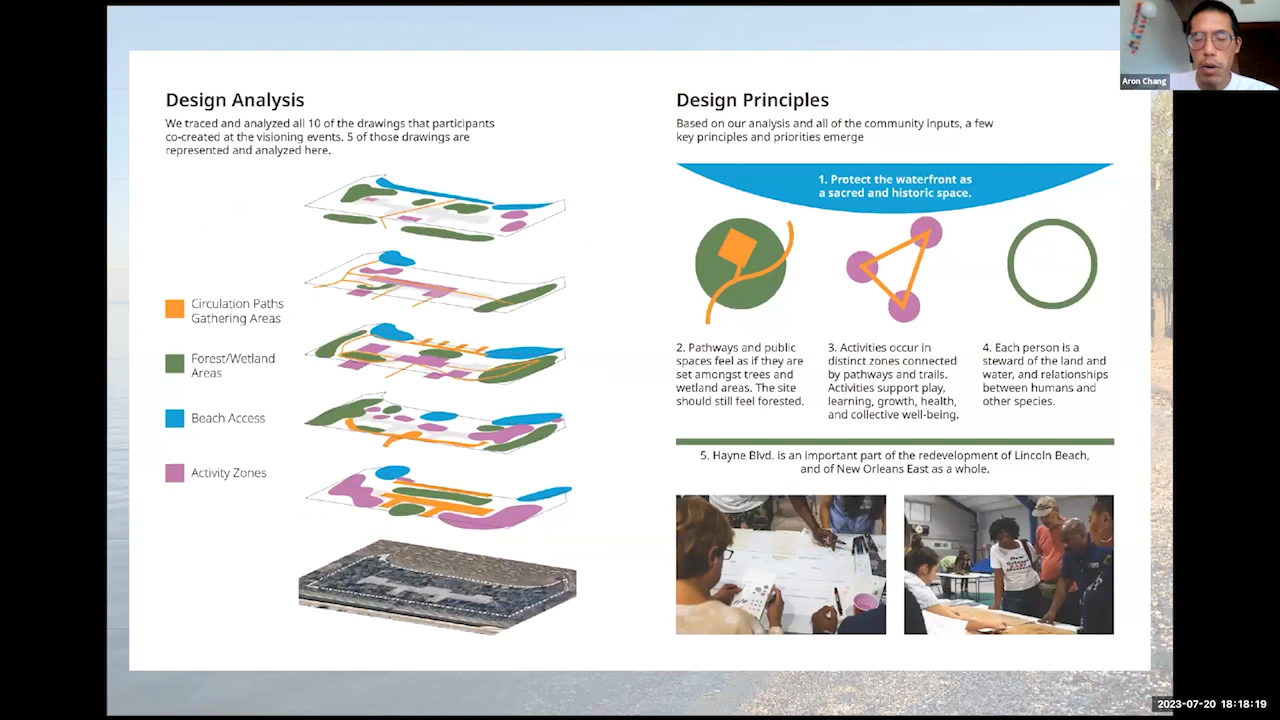 Aron Chang
Design Analysis
We traced and analyzed all 10 of the drawings that participants
co-created at the visioning events. 5 of those drawings are
represented and analyzed here.
Circulation Paths
Gathering Areas
Forest/Wetland
Areas
Beach Access
Activity Zones
Design Principles
Based on our analysis and all of the community inputs, a few
key principles and priorities emerge
1. Protect the waterfront as
a sacred and historic space.
2. Pathways and public
spaces feel as if they are
set amongst trees and
wetland areas. The site
should still feel forested.
3. Activities occur in
distinct zones connected
by pathways and trails.
Activities support play,
learning, growth, health,
and collective well-being.
4. Each person is a
steward of the land and
water, and relationships
between humans and
other species.
5. Hayne Blvd. is an important part of the redevelopment of Lincoln Beach,
and of New Orleans East as a whole.
2023-07-20 18:18:19